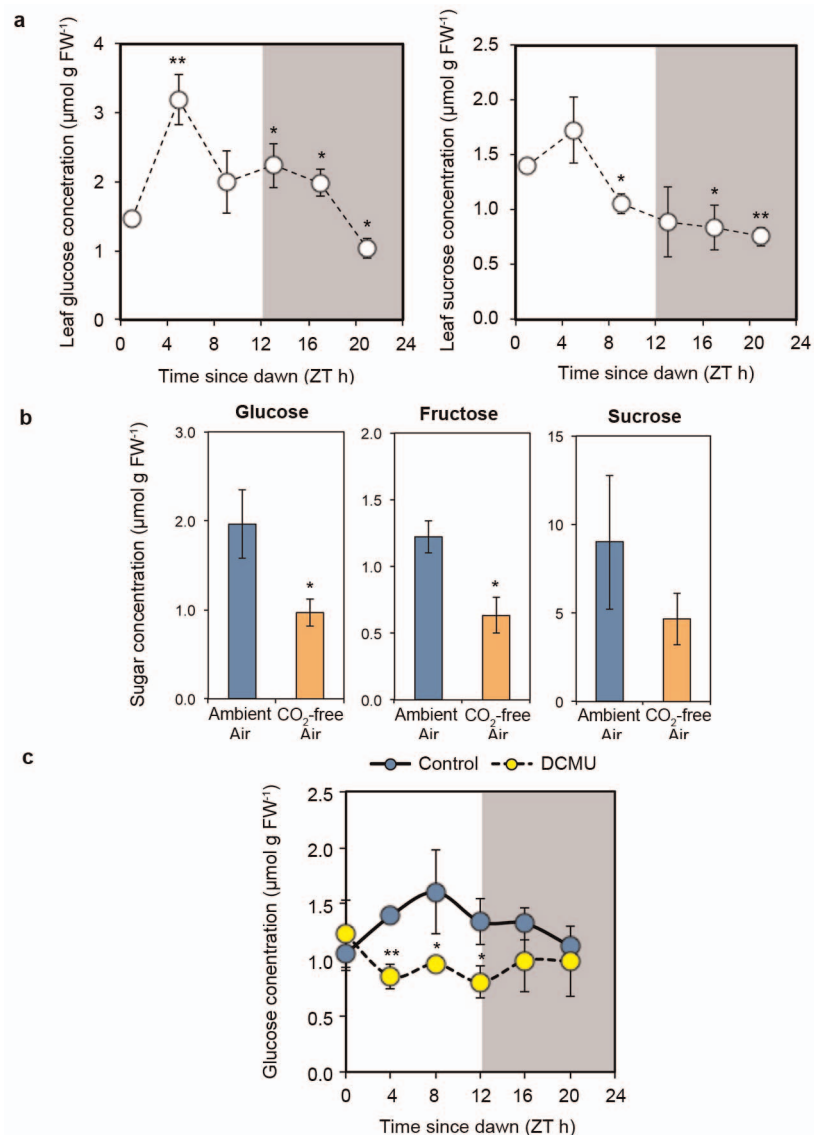 a
Leaf glucose concetration (µmol g FW⁻¹)
4
3
2
1
0
**
*
*
*
0 4 8 12 16 20 24
Time since dawn (ZT h)
Leaf sucrose concentration (µmol g FW⁻¹)
2.5
2.0
1.5
1.0
0.5
0.0
*
*
**
0 4 8 12 16 20 24
Time since dawn (ZT h)
b
Sugar concentration (µmol g FW⁻¹)
Glucose
3.0
2.0
1.0
0.0
*
Ambient CO₂-free
Air Air
Fructose
2.0
1.5
1.0
0.5
0.0
*
Ambient CO₂-free
Air Air
Sucrose
15
10
5
0
Ambient CO₂-free
Air Air
c
Control DCMU
Glucose conentration (µmol g FW⁻¹)
2.5
2.0
1.5
1.0
0.5
0.0
**
*
*
0 4 8 12 16 20 24
Time since dawn (ZT h)